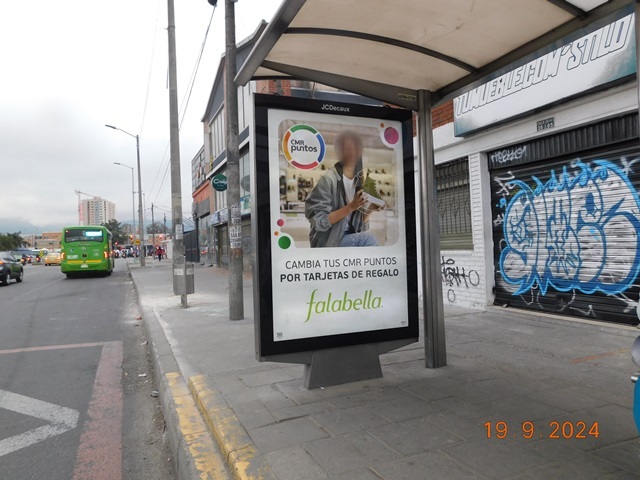 JCDecaux
CMR
puntos
CAMBIA TUS CMR PUNTOS
POR TARJETAS DE REGALO
falabella.
19.9.2024